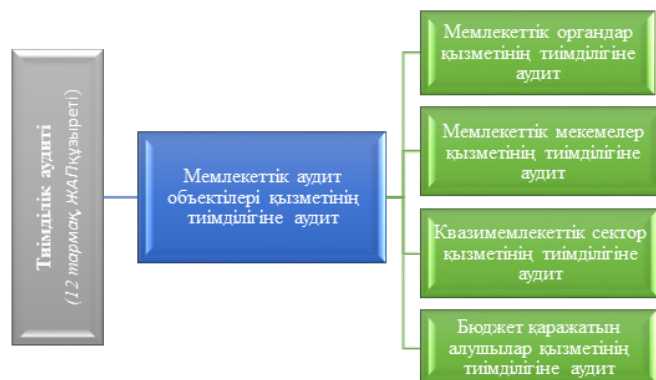 Тиімділік аудиті
(12 тармақ, ЖАП құзыреті)
Мемлекеттік аудит
объектілері қызметінің
тиімділігіне аудит
Мемлекеттік органдар
қызметінің тиімділігіне
аудит
Мемлекеттік мекемелер
қызметінің тиімділігіне
аудит
Квазимемлекеттік сектор
қызметінің тиімділігіне
аудит
Бюджет қаражатын
алушылар қызметінің
тиімділігіне аудит